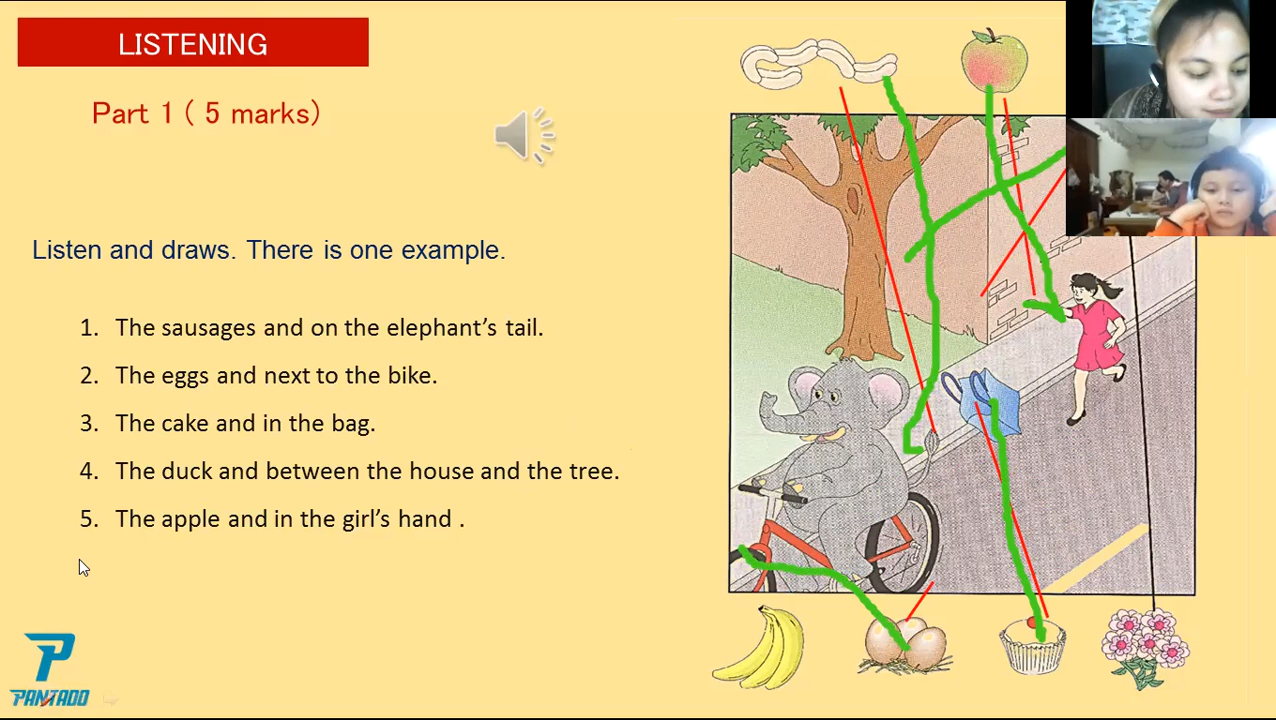 LISTENING
Part 1 ( 5 marks)
Listen and draws. There is one example.
1. The sausages and on the elephant’s tail.
2. The eggs and next to the bike.
3. The cake and in the bag.
4. The duck and between the house and the tree.
5. The apple and in the girl’s hand .
PANTADO